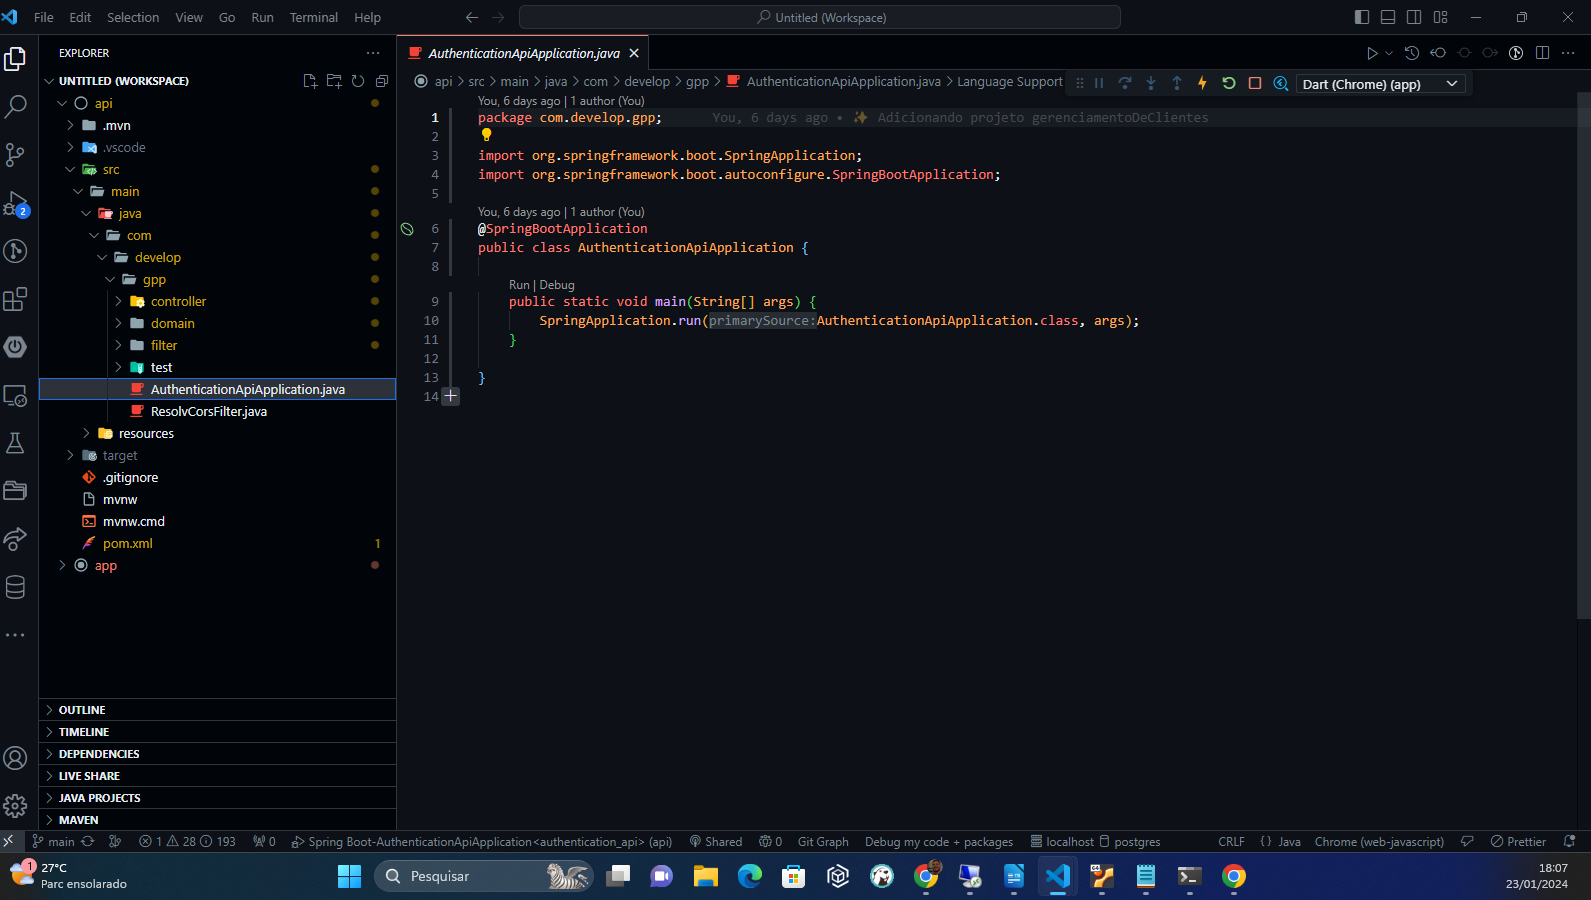 File Edit Selection View Go Run Terminal Help
Untitled (Workspace)
EXPLORER
UNTITLED (WORKSPACE)
api
.mvn
.vscode
src
main
java
com
develop
gpp
controller
domain
filter
test
AuthenticationApiApplication.java
ResolvCorsFilter.java
resources
target
.gitignore
mvnw
mvnw.cmd
pom.xml 1
app
OUTLINE
TIMELINE
DEPENDENCIES
LIVE SHARE
JAVA PROJECTS
MAVEN
2
AuthenticationApiApplication.java
api > src > main > java > com > develop > gpp > AuthenticationApiApplication.java > Language Support
Dart (Chrome) (app)
You, 6 days ago | 1 author (You)
1 package com.develop.gpp; You, 6 days ago • ✨ Adicionando projeto gerenciamentoDeClientes
2
3 import org.springframework.boot.SpringApplication;
4 import org.springframework.boot.autoconfigure.SpringBootApplication;
5
You, 6 days ago | 1 author (You)
6 @SpringBootApplication
7 public class AuthenticationApiApplication {
8
Run | Debug
9 public static void main(String[] args) {
10 SpringApplication.run(primarySource:AuthenticationApiApplication.class, args);
11 }
12
13 }
14
main 1 28 193 0 Spring Boot-AuthenticationApiApplication<authentication_api> (api) Shared 0 Git Graph Debug my code + packages localhost postgres CRLF {} Java Chrome (web-javascript) Prettier
1
27°C
Parc ensolarado
Pesquisar
18:07
23/01/2024